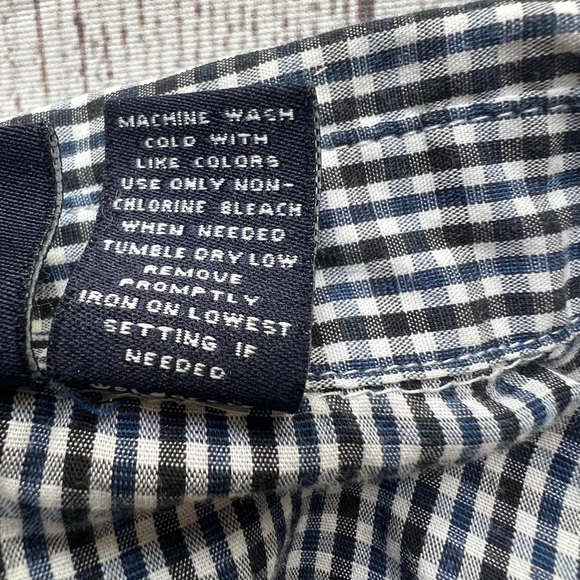 MACHINE WASH
COLD WITH
LIKE COLORS
USE ONLY NON-
CHLORINE BLEACH
WHEN NEEDED
TUMBLE DRY LOW
REMOVE
PROMPTLY
IRON ON LOWEST
SETTING IF
NEEDED